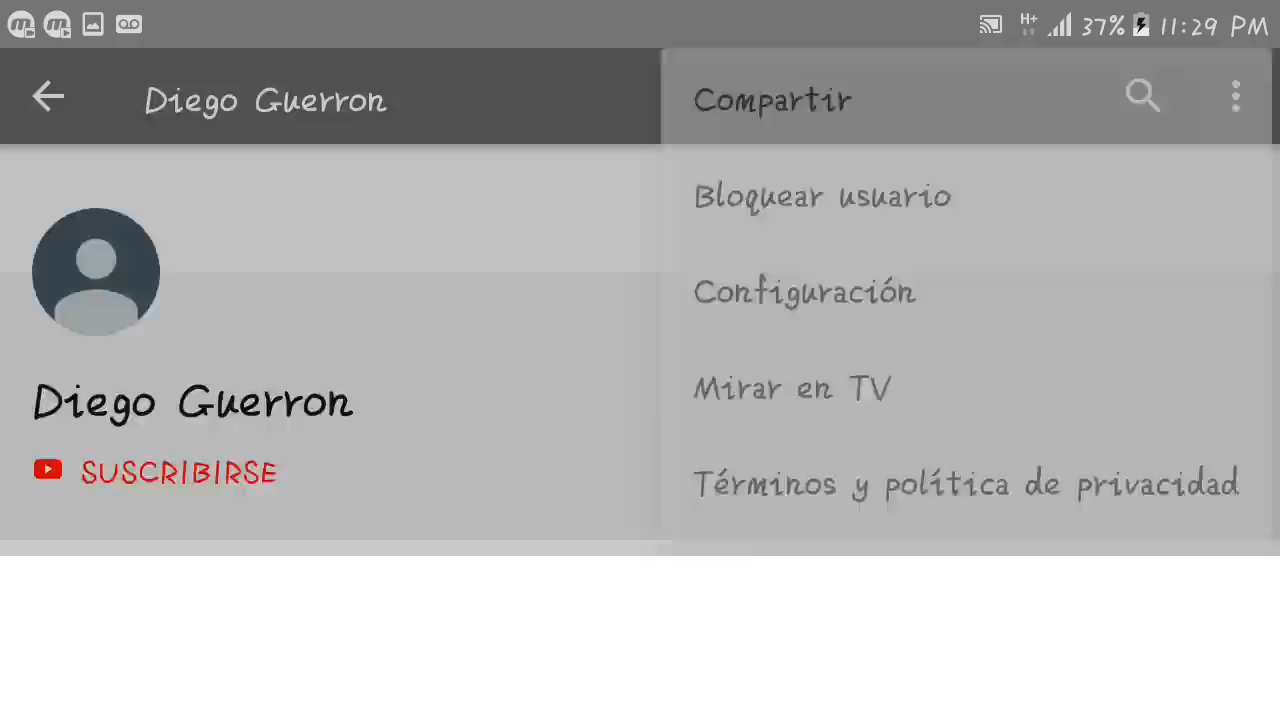 H+ 37% 11:29 PM
Diego Guerron
Compartir
Bloquear usuario
Configuración
Mirar en TV
Términos y política de privacidad
Diego Guerron
SUSCRIBIRSE